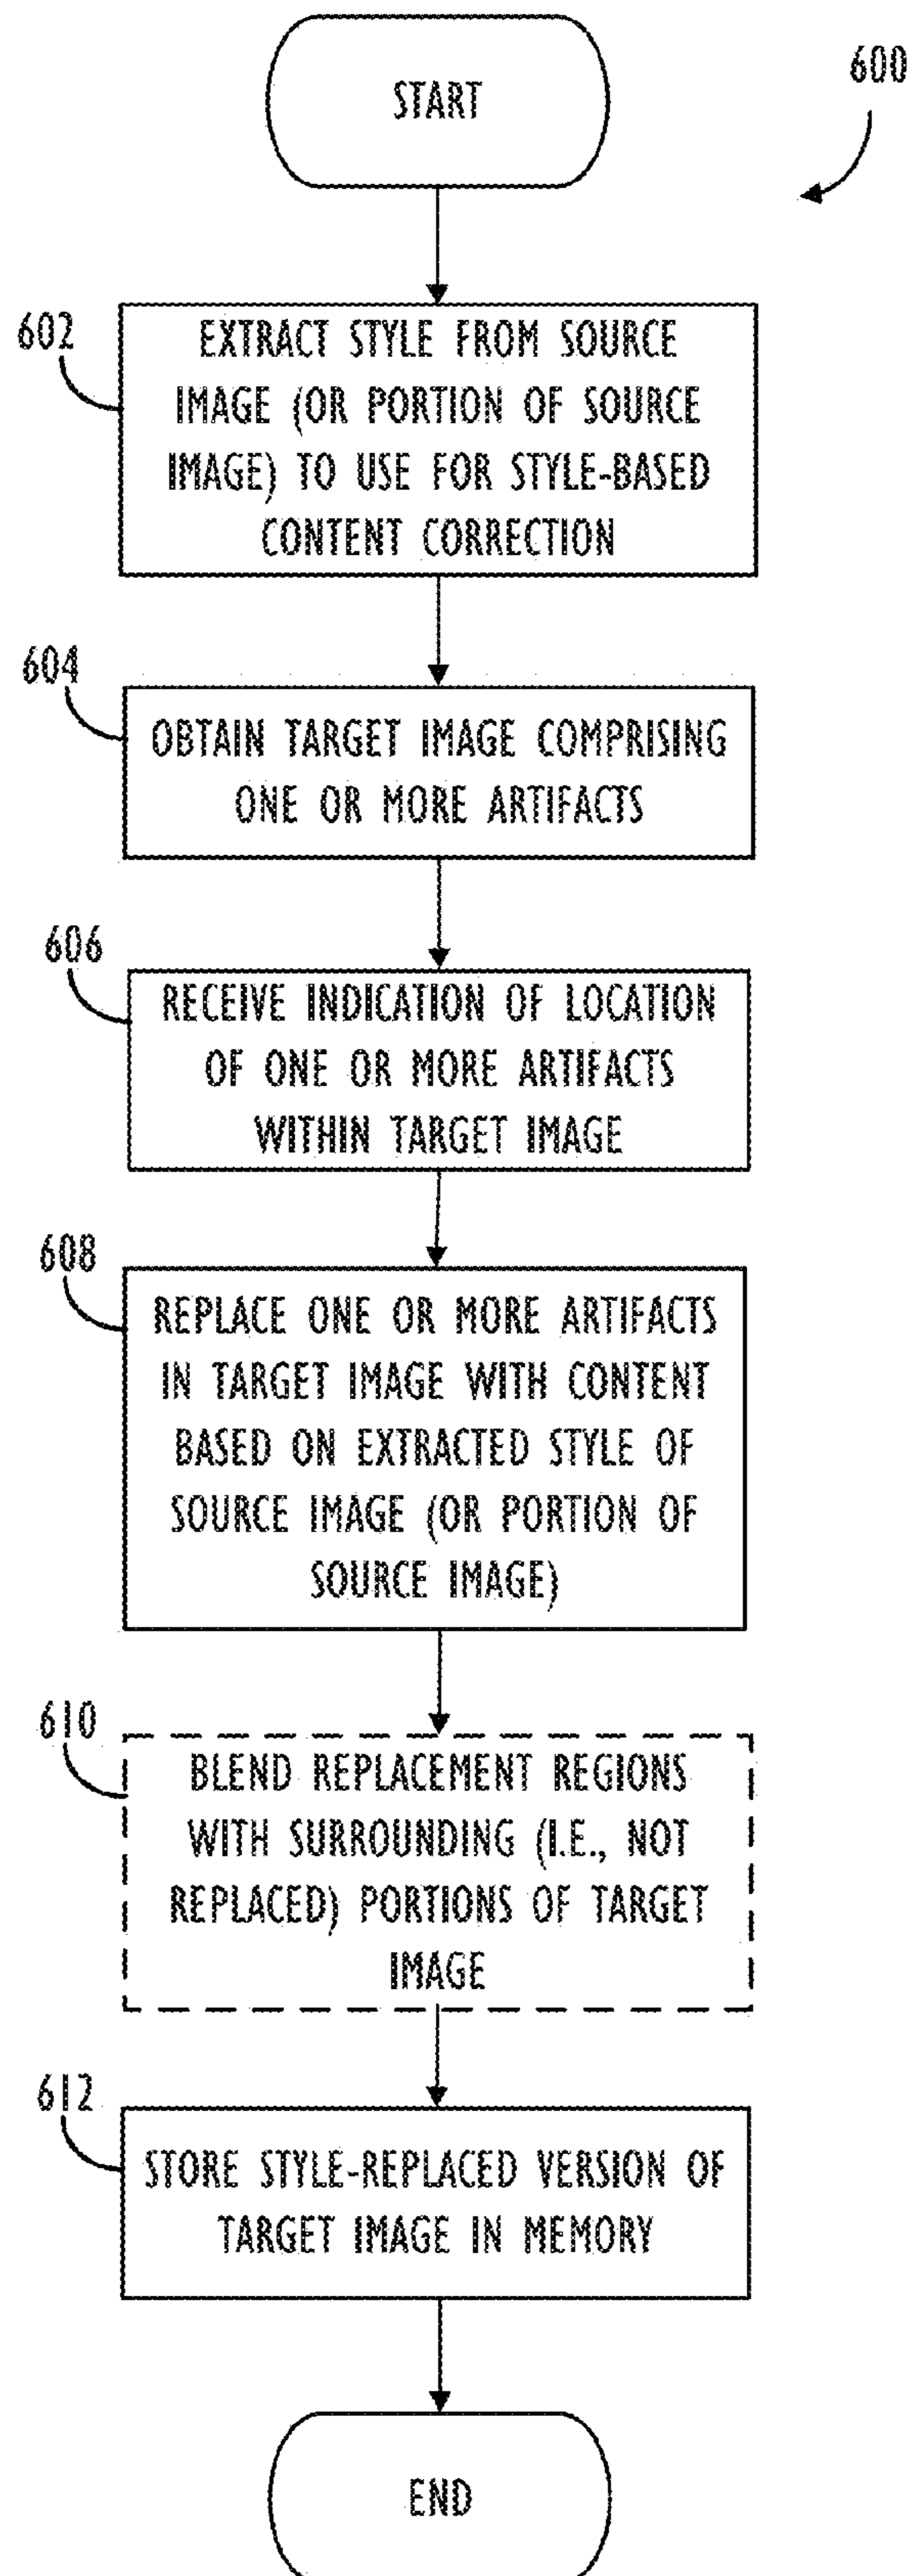 START
600
602
EXTRACT STYLE FROM SOURCE
IMAGE (OR PORTION OF SOURCE
IMAGE) TO USE FOR STYLE-BASED
CONTENT CORRECTION
604
OBTAIN TARGET IMAGE COMPRISING
ONE OR MORE ARTIFACTS
606
RECEIVE INDICATION OF LOCATION
OF ONE OR MORE ARTIFACTS
WITHIN TARGET IMAGE
608
REPLACE ONE OR MORE ARTIFACTS
IN TARGET IMAGE WITH CONTENT
BASED ON EXTRACTED STYLE OF
SOURCE IMAGE (OR PORTION OF
SOURCE IMAGE)
610
BLEND REPLACEMENT REGIONS
WITH SURROUNDING (I.E., NOT
REPLACED) PORTIONS OF TARGET
IMAGE
612
STORE STYLE-REPLACED VERSION OF
TARGET IMAGE IN MEMORY
END